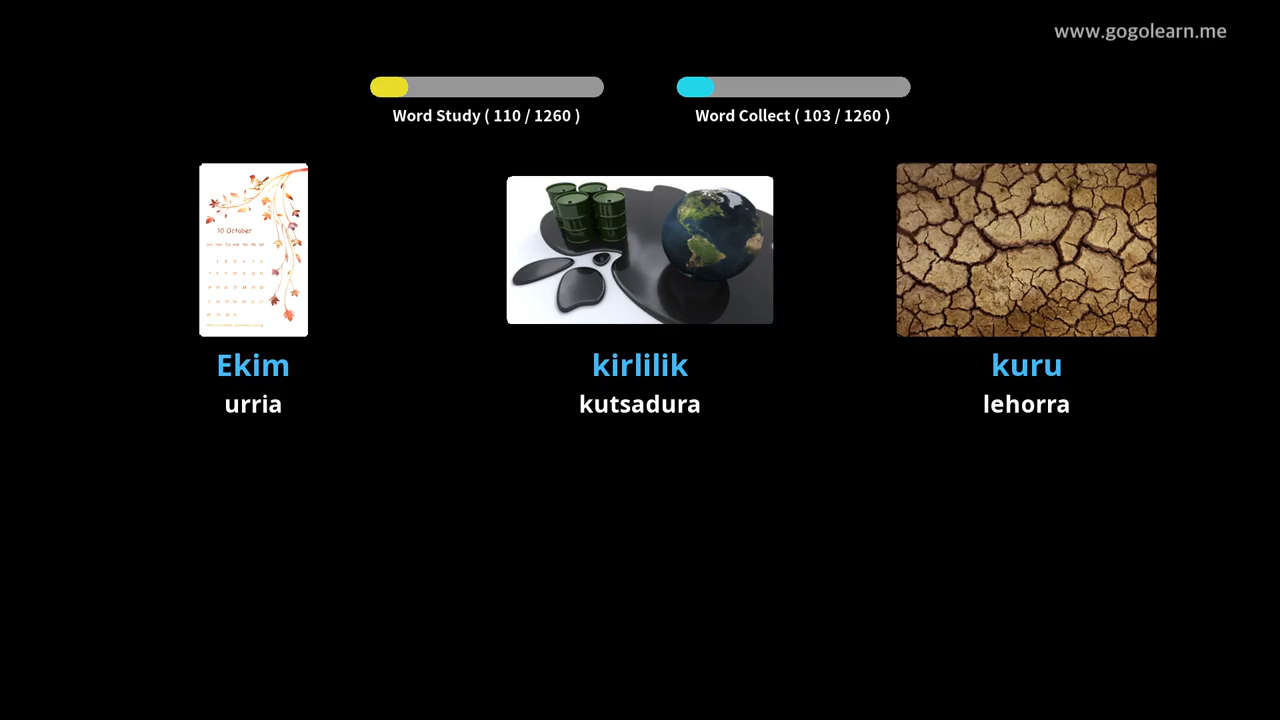 www.gogolearn.me
Word Study ( 110 / 1260 )
Word Collect ( 103 / 1260 )
10 October
Ekim
urria
kirlilik
kutsadura
kuru
lehorra